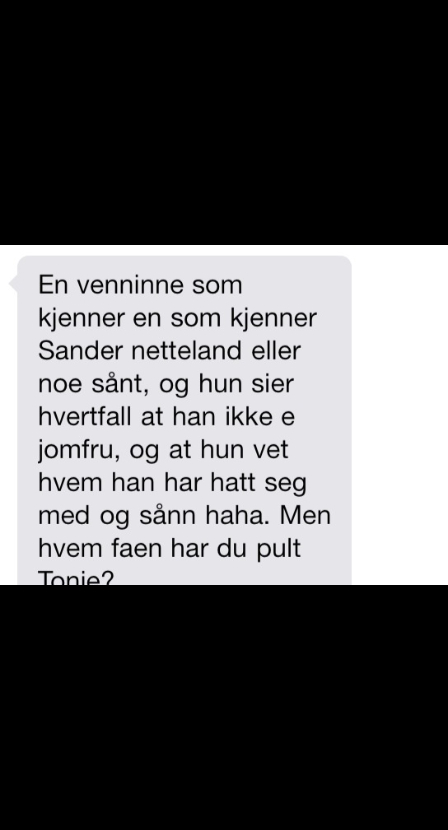 En venninne som
kjenner en som kjenner
Sander netteland eller
noe sånt, og hun sier
hvertfall at han ikke e
jomfru, og at hun vet
hvem han har hatt seg
med og sånn haha. Men
hvem faen har du pult
Tonie?